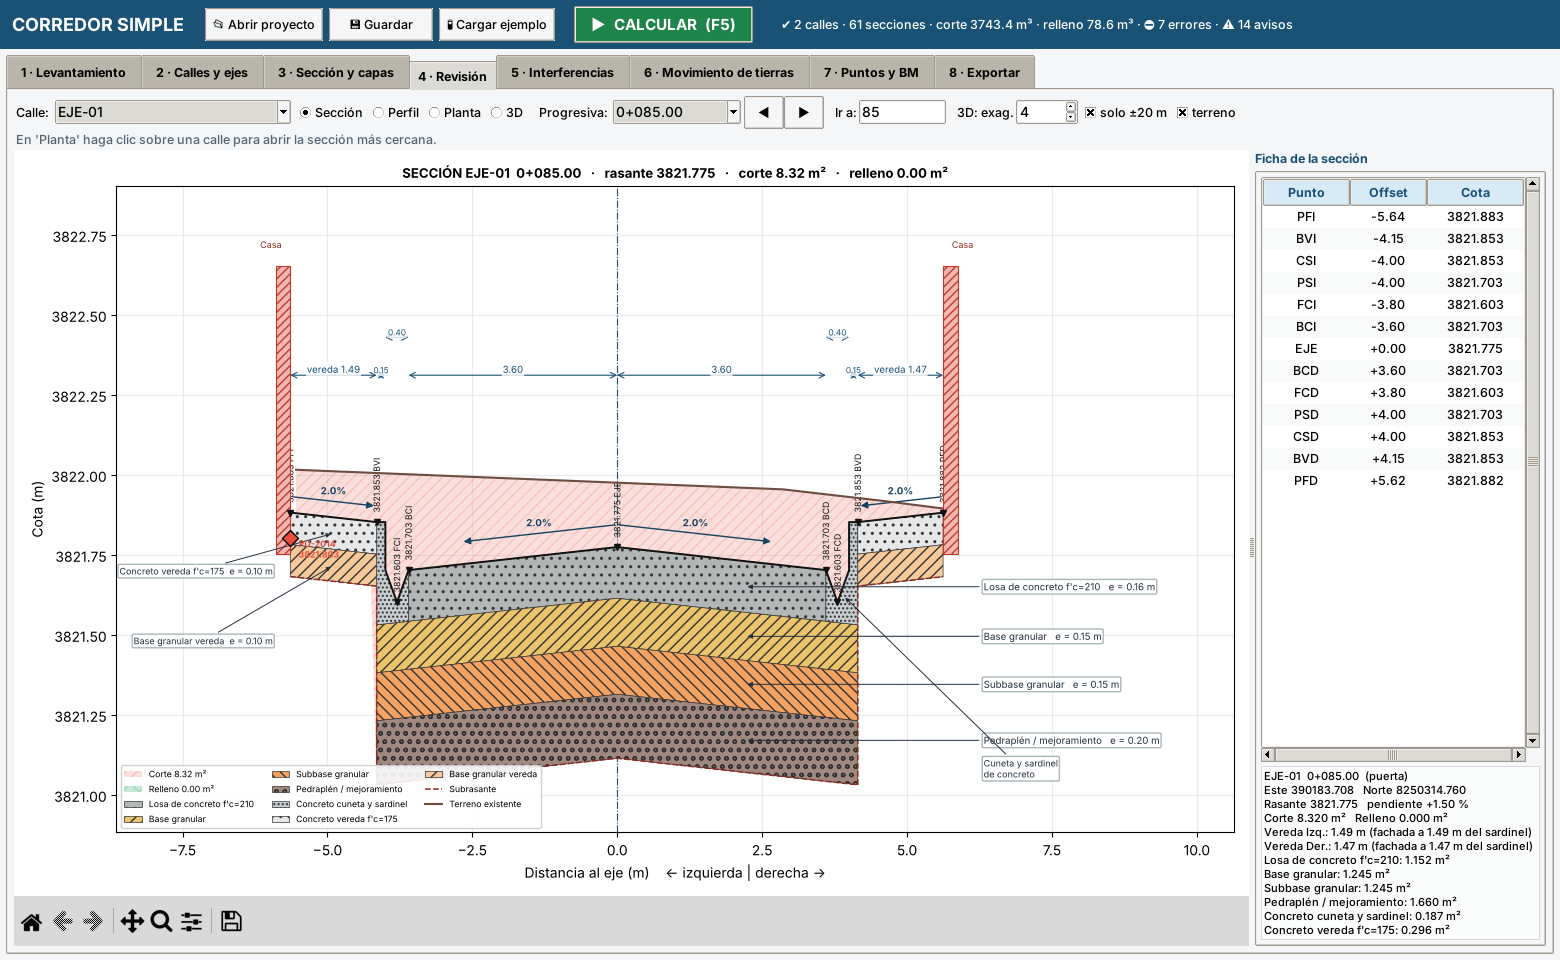 CORREDOR SIMPLE
Abrir proyecto
Guardar
Cargar ejemplo
▶ CALCULAR (F5)
✔ 2 calles · 61 secciones · corte 3743.4 m³ · relleno 78.6 m³ · ⛔ 7 errores · ⚠ 14 avisos
1 · Levantamiento
2 · Calles y ejes
3 · Sección y capas
4 · Revisión
5 · Interferencias
6 · Movimiento de tierras
7 · Puntos y BM
8 · Exportar
Calle: EJE-01 Sección Perfil Planta 3D Progresiva: 0+085.00 ◀ ▶ Ir a: 85 3D: exag. 4 solo ±20 m terreno
En 'Planta' haga clic sobre una calle para abrir la sección más cercana.
SECCIÓN EJE-01 0+085.00 · rasante 3821.775 · corte 8.32 m² · relleno 0.00 m²
Cota (m)
3822.75
3822.50
3822.25
3822.00
3821.75
3821.50
3821.25
3821.00
Casa
Casa
0.40
0.40
vereda 1.49
0.15
3.60
3.60
0.15
vereda 1.47
2.0%
2.0%
2.0%
2.0%
3821.853 BVI
3821.703 BCI
3821.603 FCI
3821.775 EJE
3821.703 BCD
3821.603 FCD
3821.853 BVD
Concreto vereda f'c=175 e = 0.10 m
Base granular vereda e = 0.10 m
Losa de concreto f'c=210 e = 0.16 m
Base granular e = 0.15 m
Subbase granular e = 0.15 m
Pedraplén / mejoramiento e = 0.20 m
Cuneta y sardinel
de concreto
Corte 8.32 m²
Relleno 0.00 m²
Losa de concreto f'c=210
Base granular
Subbase granular
Pedraplén / mejoramiento
Concreto cuneta y sardinel
Concreto vereda f'c=175
Base granular vereda
Subrasante
Terreno existente
−7.5 −5.0 −2.5 0.0 2.5 5.0 7.5 10.0
Distancia al eje (m) ← izquierda | derecha →
Ficha de la sección
Punto Offset Cota
PFI -5.64 3821.883
BVI -4.15 3821.853
CSI -4.00 3821.853
PSI -4.00 3821.703
FCI -3.80 3821.603
BCI -3.60 3821.703
EJE +0.00 3821.775
BCD +3.60 3821.703
FCD +3.80 3821.603
PSD +4.00 3821.703
CSD +4.00 3821.853
BVD +4.15 3821.853
PFD +5.62 3821.882
EJE-01 0+085.00 (puerta)
Este 390183.708 Norte 8250314.760
Rasante 3821.775 pendiente +1.50 %
Corte 8.320 m² Relleno 0.000 m²
Vereda Izq.: 1.49 m (fachada a 1.49 m del sardinel)
Vereda Der.: 1.47 m (fachada a 1.47 m del sardinel)
Losa de concreto f'c=210: 1.152 m²
Base granular: 1.245 m²
Subbase granular: 1.245 m²
Pedraplén / mejoramiento: 1.660 m²
Concreto cuneta y sardinel: 0.187 m²
Concreto vereda f'c=175: 0.296 m²